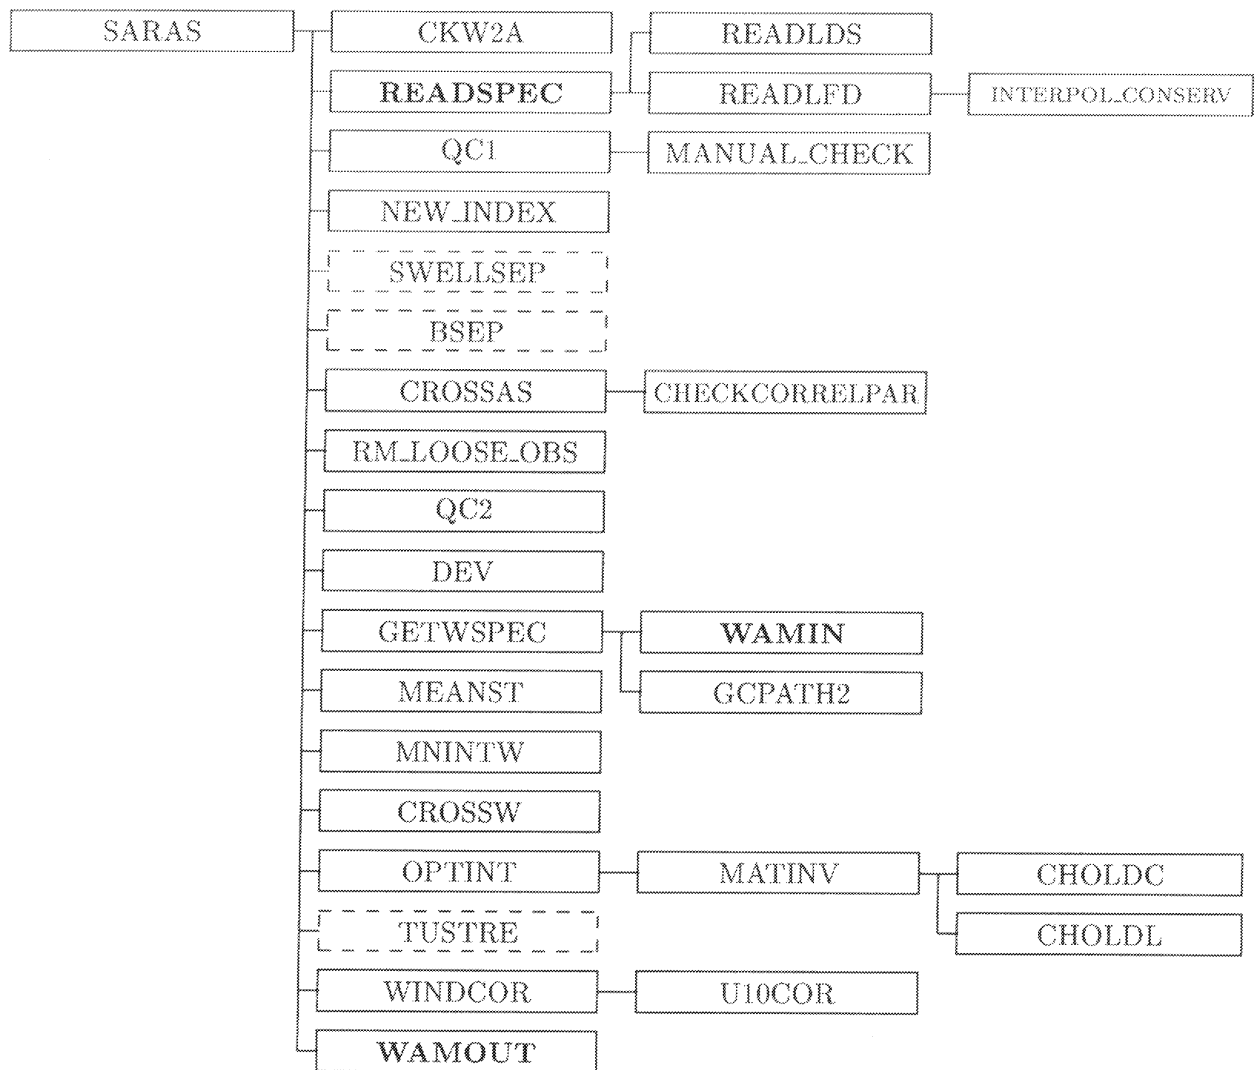 SARAS CKW2A READLDS
READSPEC READLFD INTERPOL_CONSERV
QC1 MANUAL_CHECK
NEW_INDEX
SWELLSEP
BSEP
CROSSAS CHECKCORRELPAR
RM_LOOSE_OBS
QC2
DEV
GETWSPEC WAMIN
MEANST GCPATH2
MNINTW
CROSSW
OPTINT MATINV CHOLDC
TUSTRE CHOLDL
WINDCOR U10COR
WAMOUT